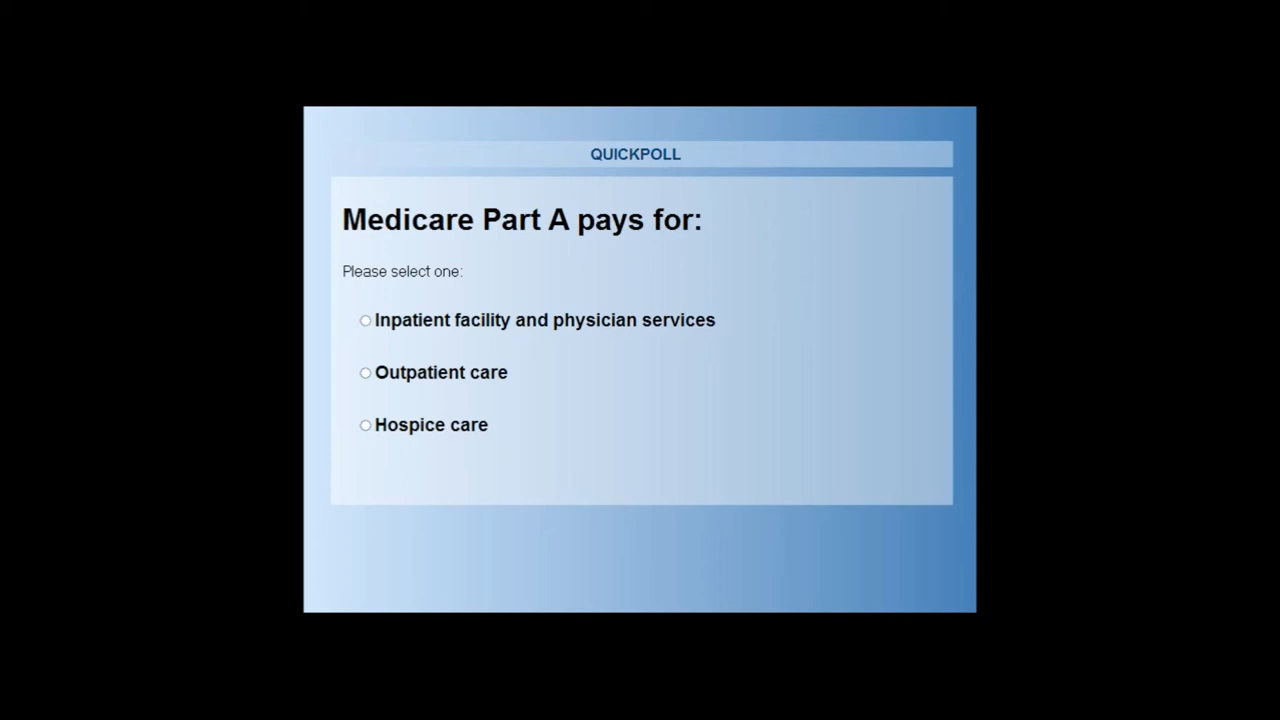 QUICKPOLL
Medicare Part A pays for:
Please select one:
Inpatient facility and physician services
Outpatient care
Hospice care